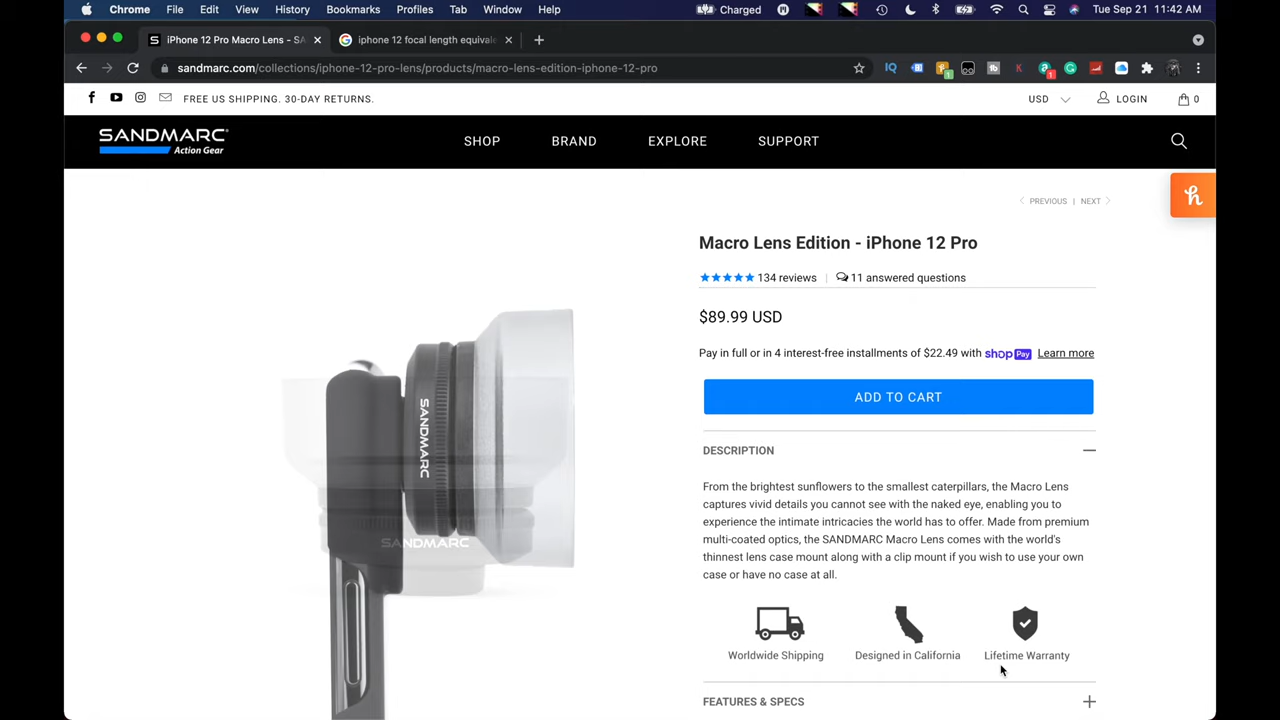 Chrome File Edit View History Bookmarks Profiles Tab Window Help Charged Tue Sep 21 11:42 AM
iPhone 12 Pro Macro Lens - SA
iphone 12 focal length equivale
sandmarc.com/collections/iphone-12-pro-lens/products/macro-lens-edition-iphone-12-pro
FREE US SHIPPING. 30-DAY RETURNS.
USD
LOGIN
0
SANDMARC
Action Gear
SHOP
BRAND
EXPLORE
SUPPORT
PREVIOUS | NEXT
Macro Lens Edition - iPhone 12 Pro
134 reviews | 11 answered questions
$89.99 USD
Pay in full or in 4 interest-free installments of $22.49 with shop Pay Learn more
ADD TO CART
DESCRIPTION
From the brightest sunflowers to the smallest caterpillars, the Macro Lens
captures vivid details you cannot see with the naked eye, enabling you to
experience the intimate intricacies the world has to offer. Made from premium
multi-coated optics, the SANDMARC Macro Lens comes with the world's
thinnest lens case mount along with a clip mount if you wish to use your own
case or have no case at all.
Worldwide Shipping
Designed in California
Lifetime Warranty
FEATURES & SPECS
SANDMARC
SANDMARC